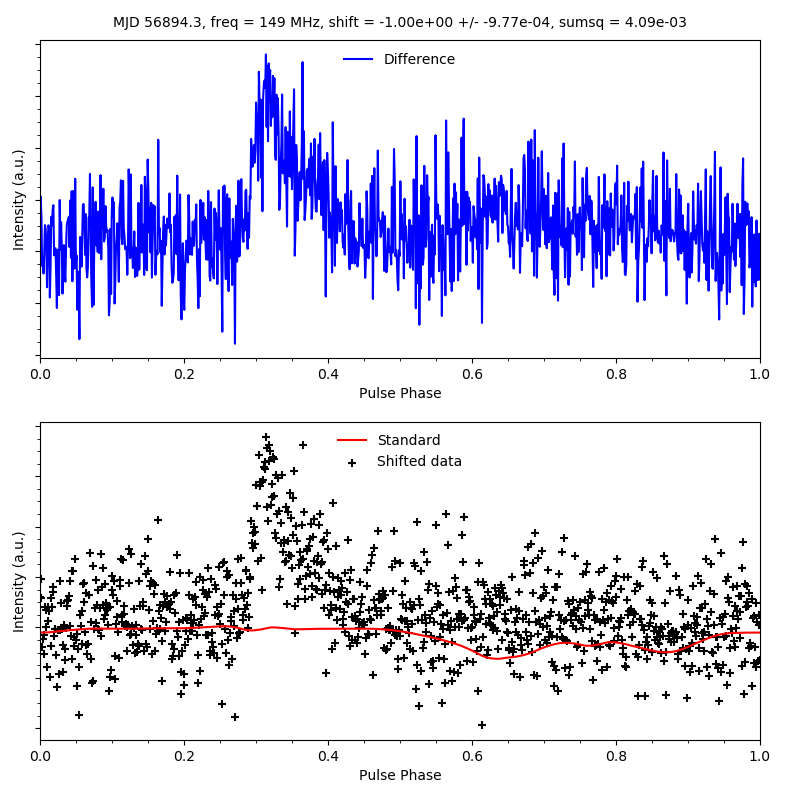 MJD 56894.3, freq = 149 MHz, shift = -1.00e+00 +/- -9.77e-04, sumsq = 4.09e-03
Difference
Intensity (a.u.)
0.0 0.2 0.4 0.6 0.8 1.0
Pulse Phase
Standard
Shifted data
Intensity (a.u.)
0.0 0.2 0.4 0.6 0.8 1.0
Pulse Phase